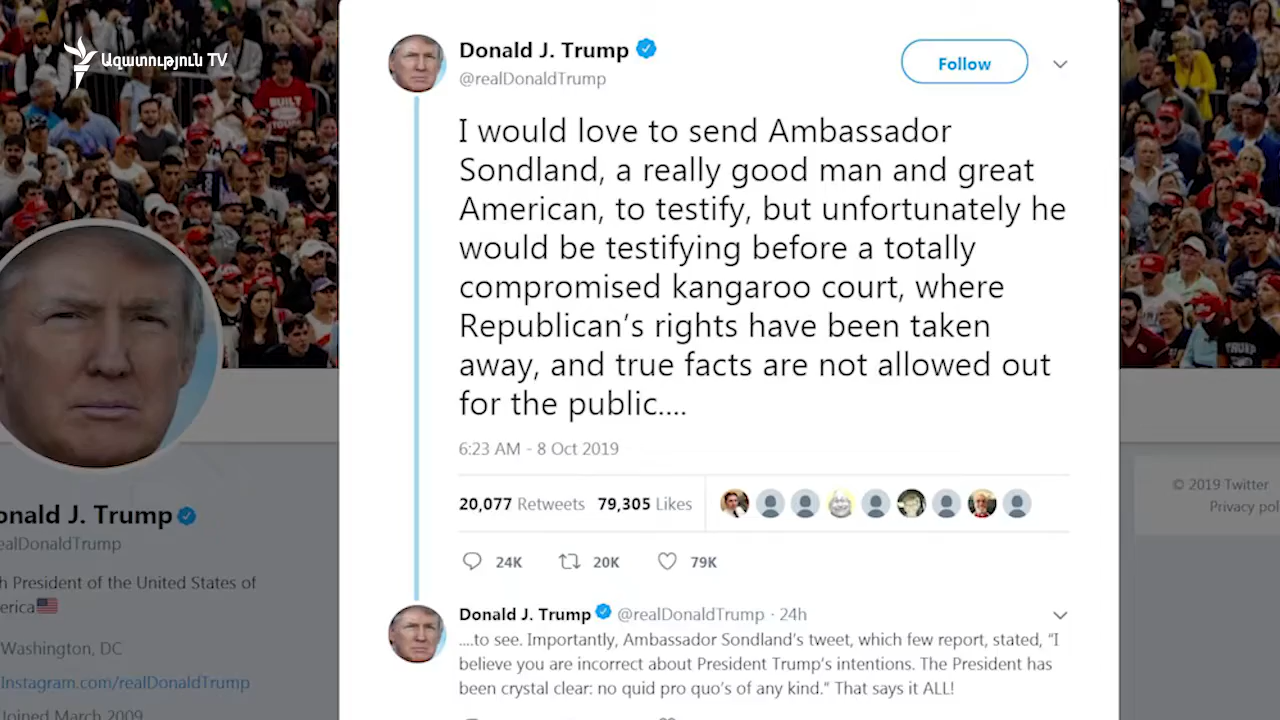 Ազատություն TV
Donald J. Trump
@realDonaldTrump
Follow
I would love to send Ambassador
Sondland, a really good man and great
American, to testify, but unfortunately he
would be testifying before a totally
compromised kangaroo court, where
Republican’s rights have been taken
away, and true facts are not allowed out
for the public....
6:23 AM - 8 Oct 2019
20,077 Retweets 79,305 Likes
24K 20K 79K
Donald J. Trump @realDonaldTrump · 24h
....to see. Importantly, Ambassador Sondland’s tweet, which few report, stated, “I
believe you are incorrect about President Trump’s intentions. The President has
been crystal clear: no quid pro quo’s of any kind.” That says it ALL!
onald J. Trump
ealDonaldTrump
h President of the United States of
erica
Washington, DC
Instagram.com/realDonaldTrump
Joined March 2009
© 2019 Twitter
Privacy pol
BUILT
TRUMP